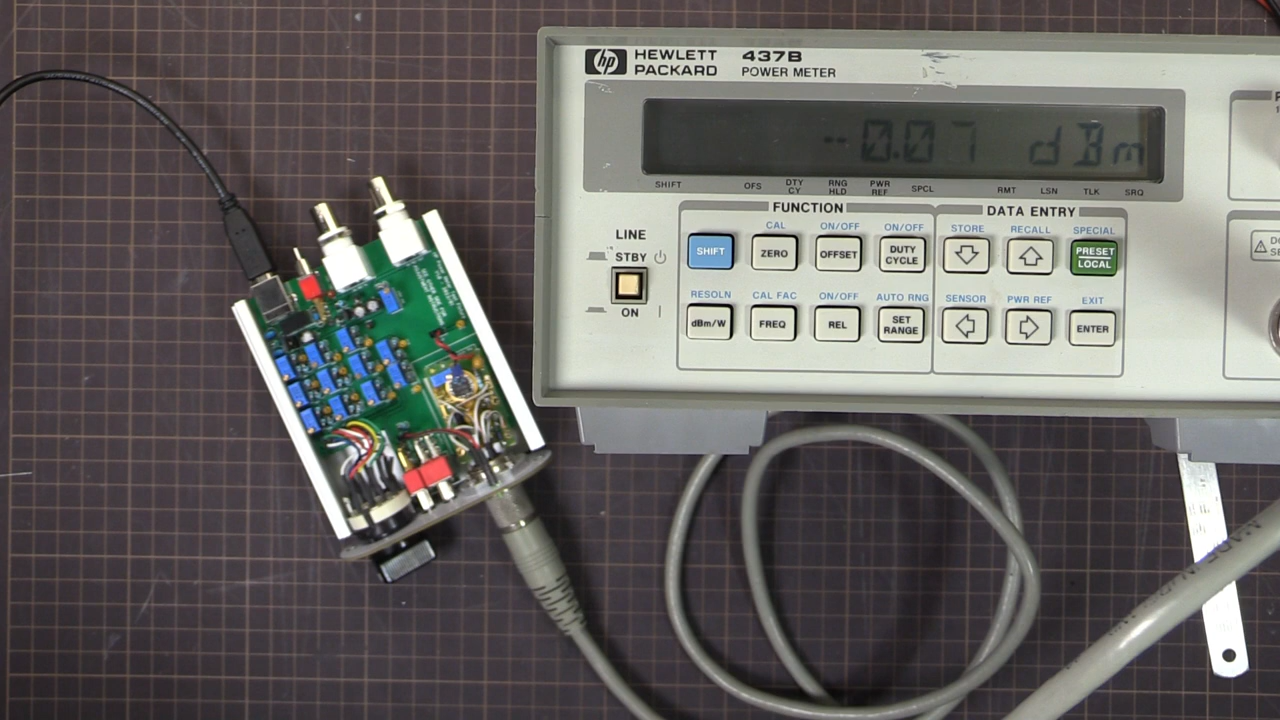 hp HEWLETT PACKARD 437B
POWER METER
-0.07 dBm
SHIFT OFS DTY CY RNG HLD PWR REF SPCL RMT LSN TLK SRQ
FUNCTION
DATA ENTRY
LINE
STBY
ON
CAL ON/OFF ON/OFF STORE RECALL SPECIAL
SHIFT ZERO OFFSET DUTY CYCLE PRESET LOCAL
RESOLN CAL FAC ON/OFF AUTO RNG SENSOR PWR REF EXIT
dBm/W FREQ REL SET RANGE ENTER